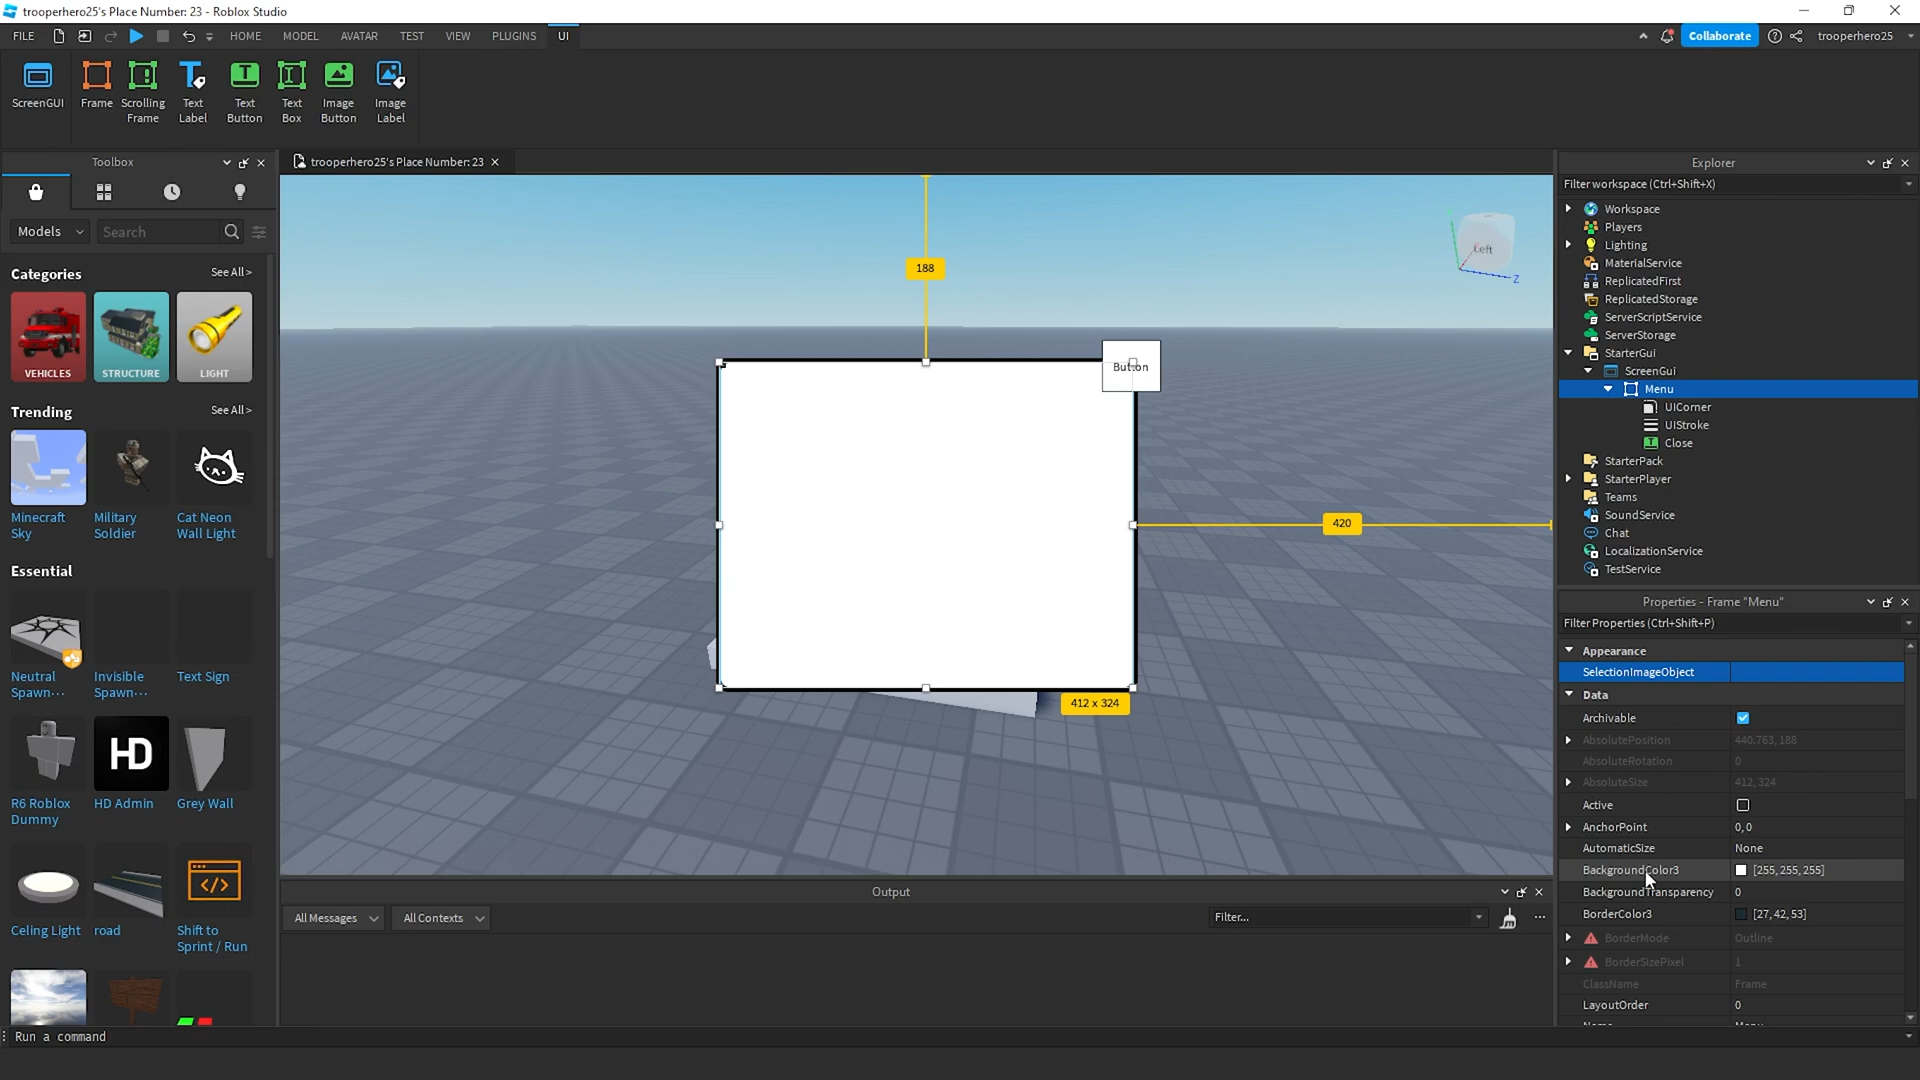 trooperhero25's Place Number: 23 - Roblox Studio
FILE
HOME
MODEL
AVATAR
TEST
VIEW
PLUGINS
UI
Collaborate
trooperhero25
ScreenGUI
Frame
Scrolling
Frame
Text
Label
Text
Button
Text
Box
Image
Button
Image
Label
Toolbox
Models
Search
Categories
See All >
VEHICLES
STRUCTURE
LIGHT
Trending
See All >
Minecraft
Sky
Military
Soldier
Cat Neon
Wall Light
Essential
Neutral
Spawn···
Invisible
Spawn···
Text Sign
R6 Roblox
Dummy
HD
HD Admin
Grey Wall
Celing Light
road
Shift to
Sprint / Run
trooperhero25's Place Number: 23
188
Left
Z
Button
420
412 x 324
Output
All Messages
All Contexts
Filter...
Run a command
Explorer
Filter workspace (Ctrl+Shift+X)
Workspace
Players
Lighting
MaterialService
ReplicatedFirst
ReplicatedStorage
ServerScriptService
ServerStorage
StarterGui
ScreenGui
Menu
UICorner
UIStroke
Close
StarterPack
StarterPlayer
Teams
SoundService
Chat
LocalizationService
TestService
Properties - Frame "Menu"
Filter Properties (Ctrl+Shift+P)
Appearance
SelectionImageObject
Data
Archivable
AbsolutePosition 440.763, 188
AbsoluteRotation 0
AbsoluteSize 412, 324
Active
AnchorPoint 0, 0
AutomaticSize None
BackgroundColor3 [255, 255, 255]
BackgroundTransparency 0
BorderColor3 [27, 42, 53]
BorderMode Outline
BorderSizePixel 1
ClassName Frame
LayoutOrder 0